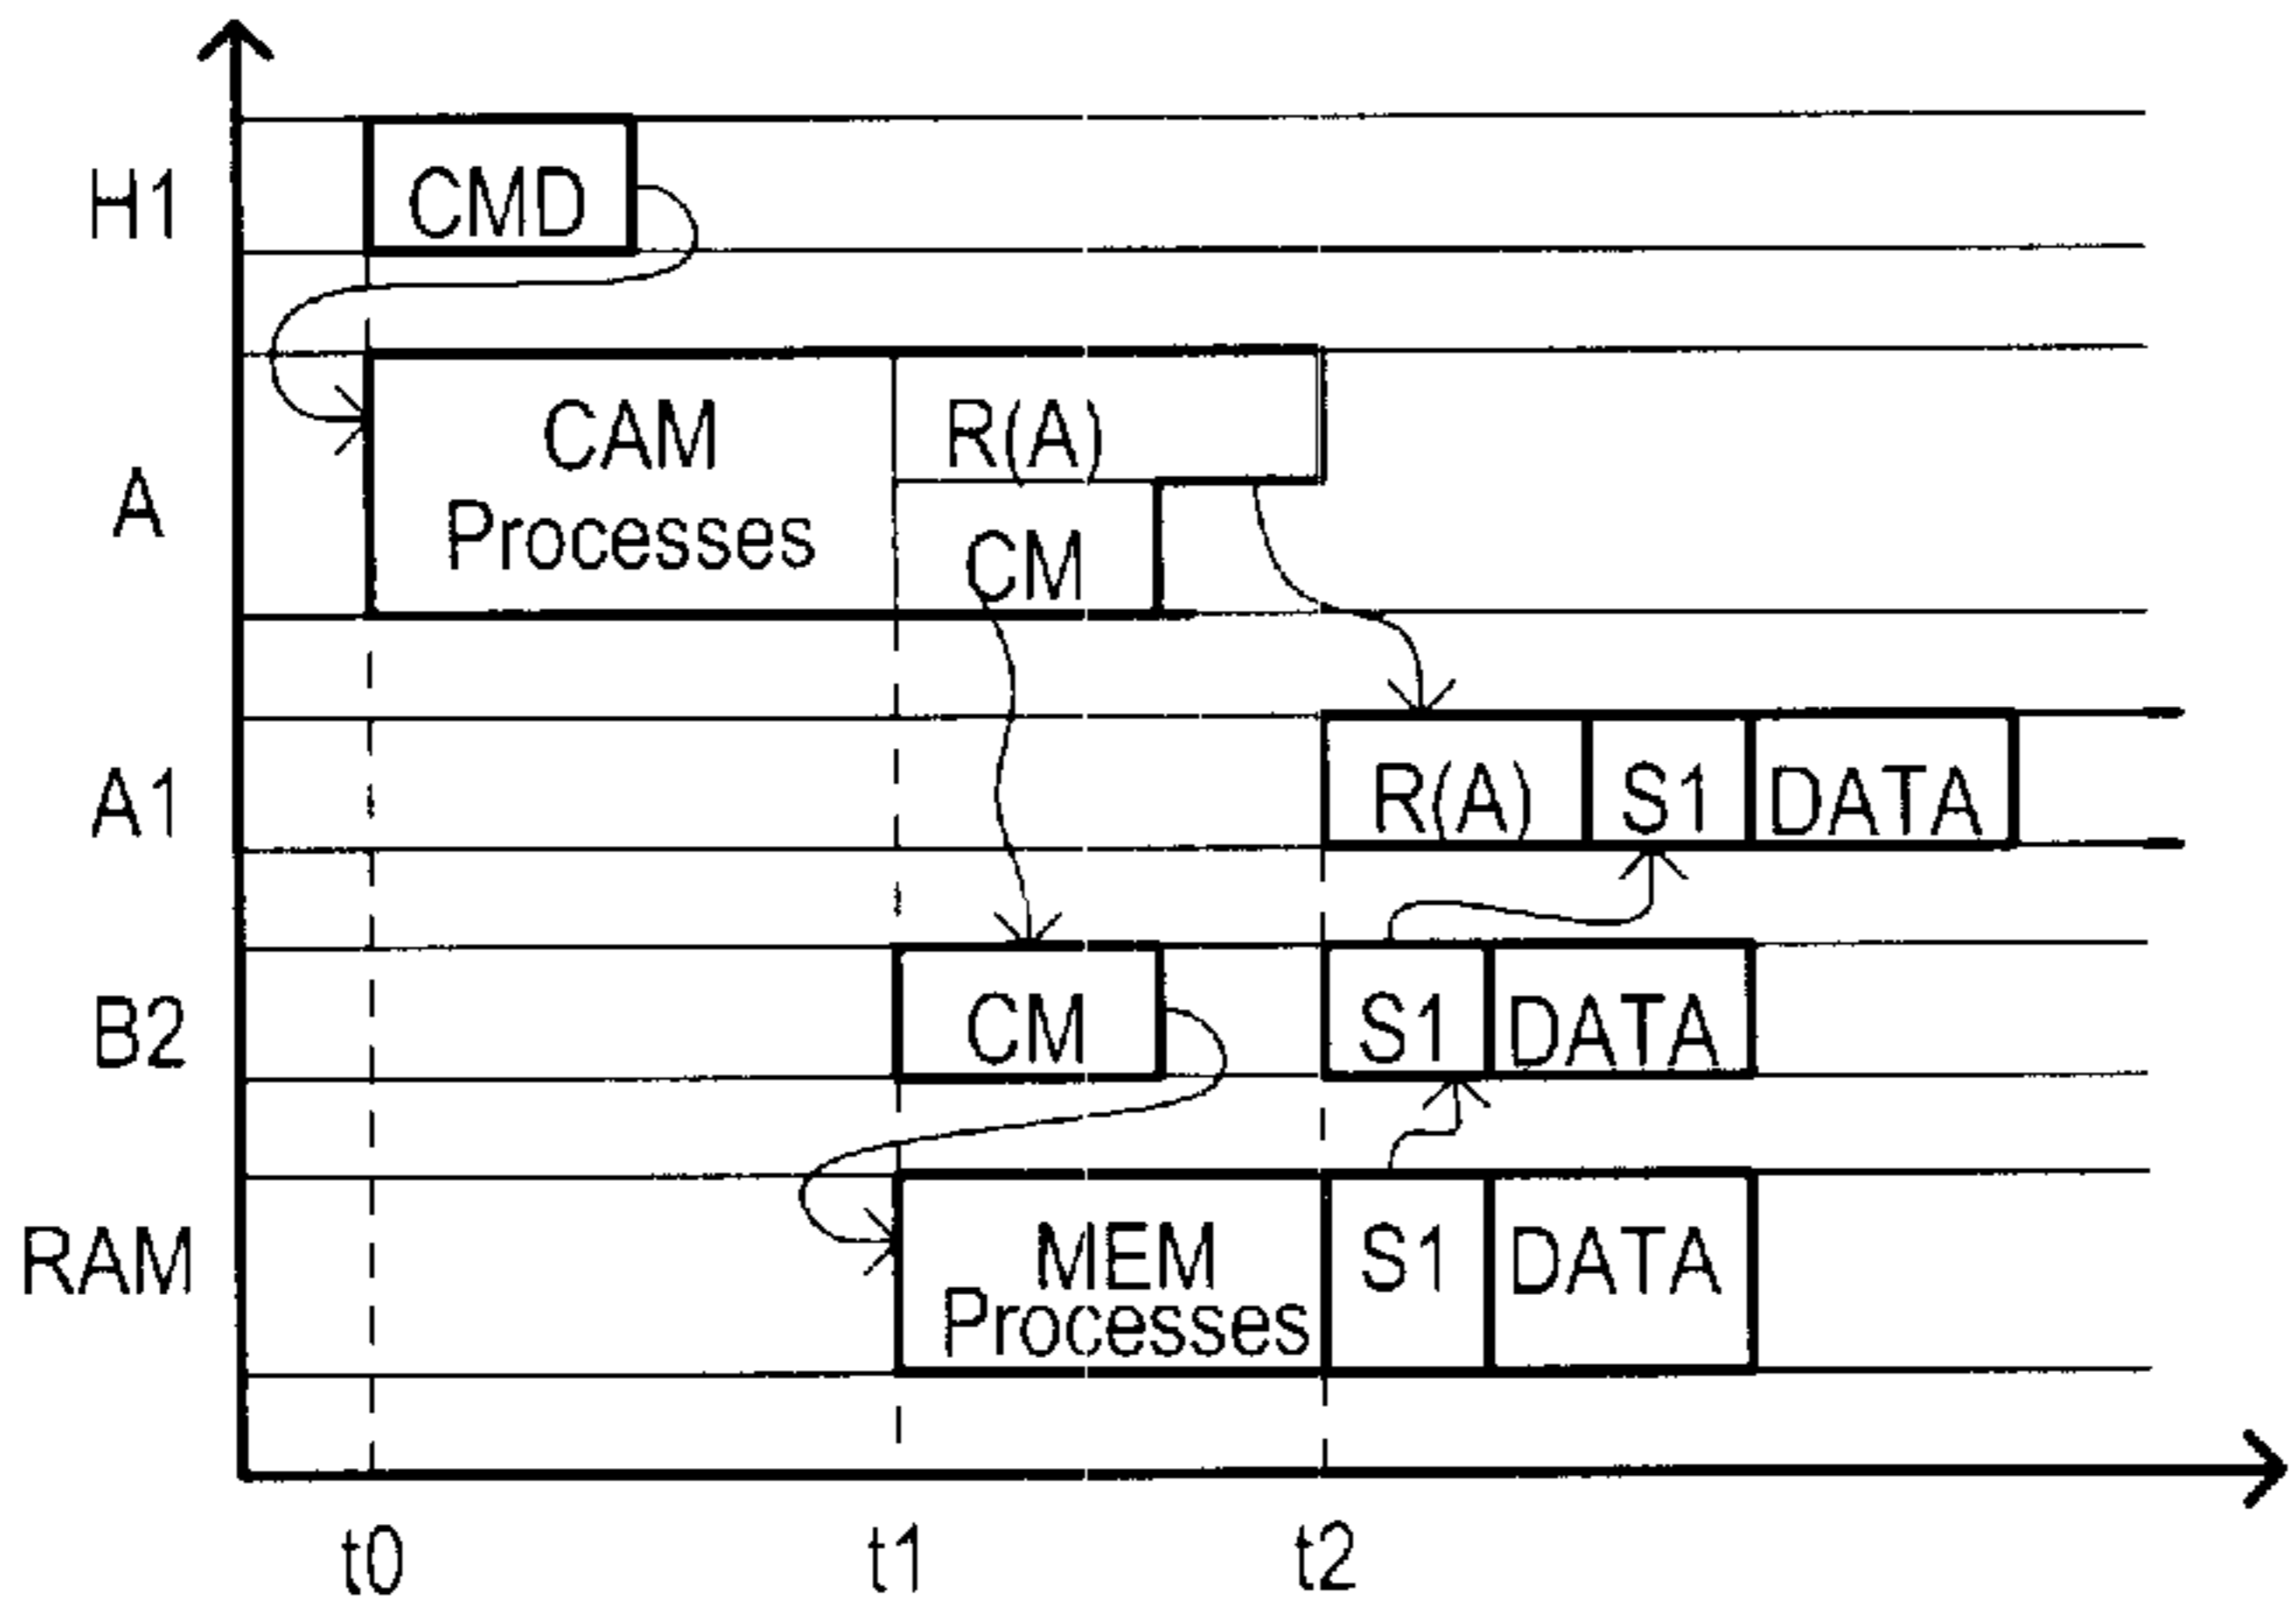 H1
CMD
A
CAM
Processes
R(A)
CM
A1
R(A) S1 DATA
B2
CM S1 DATA
RAM
MEM
Processes
S1 DATA
t0 t1 t2